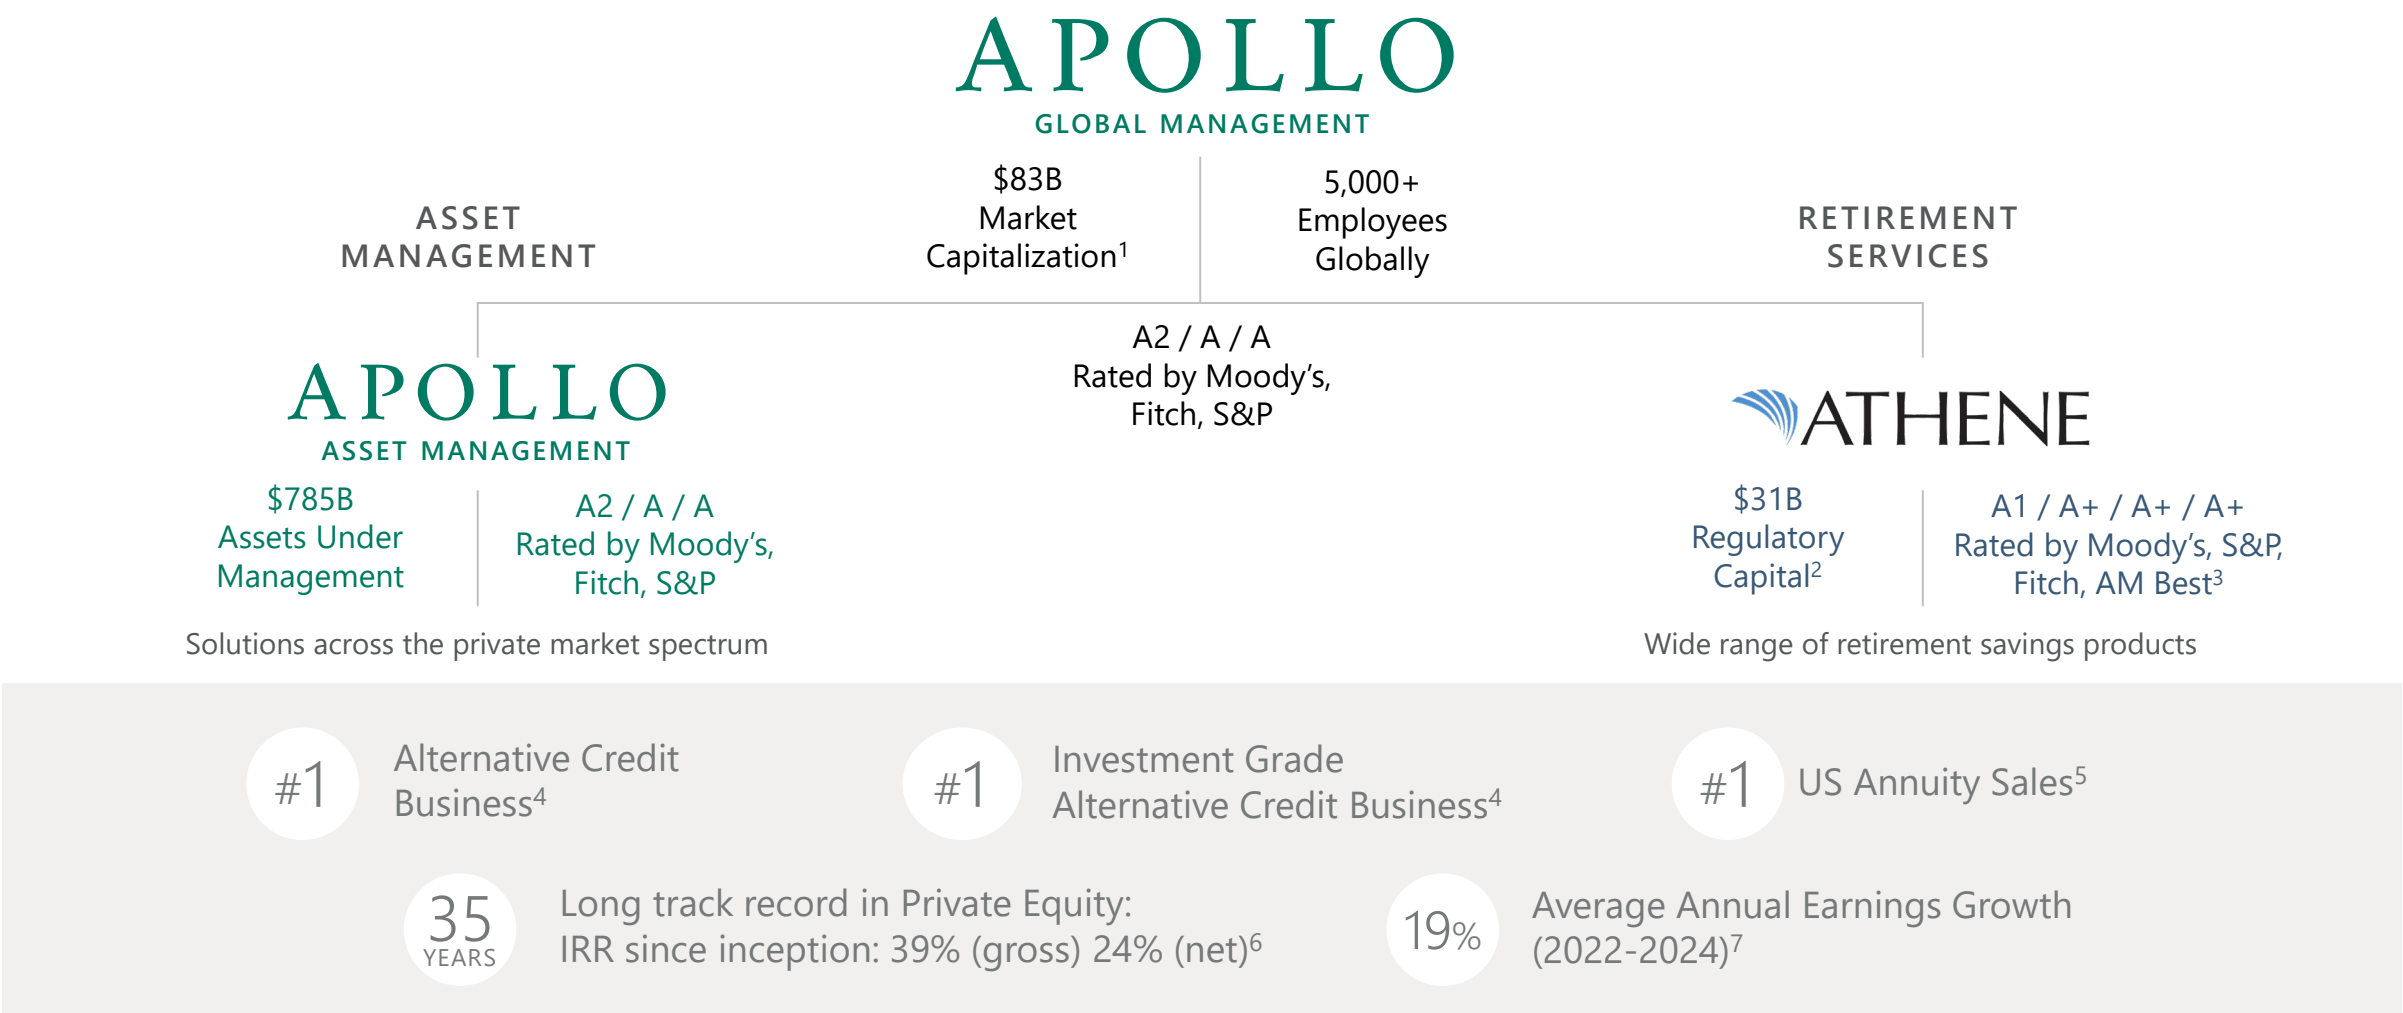 APOLLO
GLOBAL MANAGEMENT
$83B
Market
Capitalization¹
5,000+
Employees
Globally
ASSET
MANAGEMENT
RETIREMENT
SERVICES
A2 / A / A
Rated by Moody's,
Fitch, S&P
APOLLO
ASSET MANAGEMENT
$785B
Assets Under
Management
A2 / A / A
Rated by Moody's,
Fitch, S&P
Solutions across the private market spectrum
ATHENE
$31B
Regulatory
Capital²
A1 / A+ / A+ / A+
Rated by Moody's, S&P,
Fitch, AM Best³
Wide range of retirement savings products
#1
Alternative Credit
Business⁴
#1
Investment Grade
Alternative Credit Business⁴
#1
US Annuity Sales⁵
35
YEARS
Long track record in Private Equity:
IRR since inception: 39% (gross) 24% (net)⁶
19%
Average Annual Earnings Growth
(2022-2024)⁷